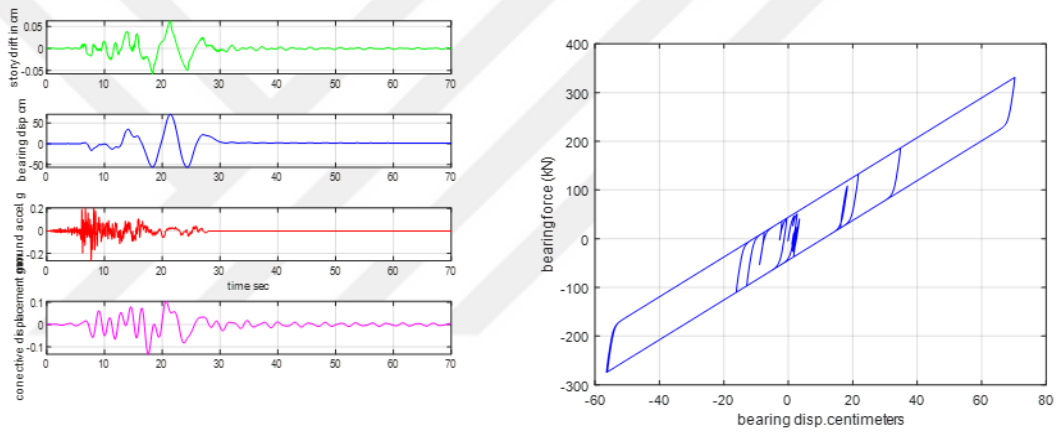 story drift in cm
0.05
0
-0.05
0 10 20 30 40 50 60 70
bearing disp cm
50
0
-50
0 10 20 30 40 50 60 70
ground accel g
0.2
0
-0.2
0 10 20 30 40 50 60 70
time sec
conective displacement
0.1
0
-0.1
0 10 20 30 40 50 60 70
bearing force (kN)
400
300
200
100
0
-100
-200
-300
-60 -40 -20 0 20 40 60 80
bearing disp.centimeters